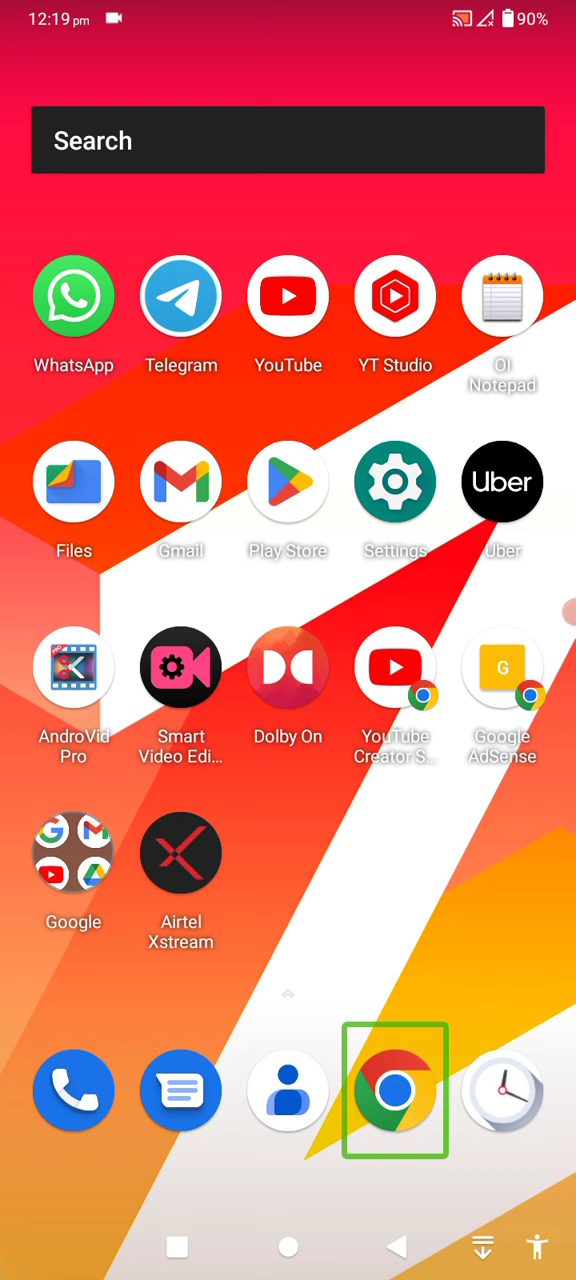 12:19 pm
90%
Search
WhatsApp
Telegram
YouTube
YT Studio
OI
Notepad
Files
Gmail
Play Store
Settings
Uber
Uber
AndroVid
Pro
Smart
Video Edi...
Dolby On
YouTube
Creator S...
G
Google
AdSense
Google
Airtel
Xstream